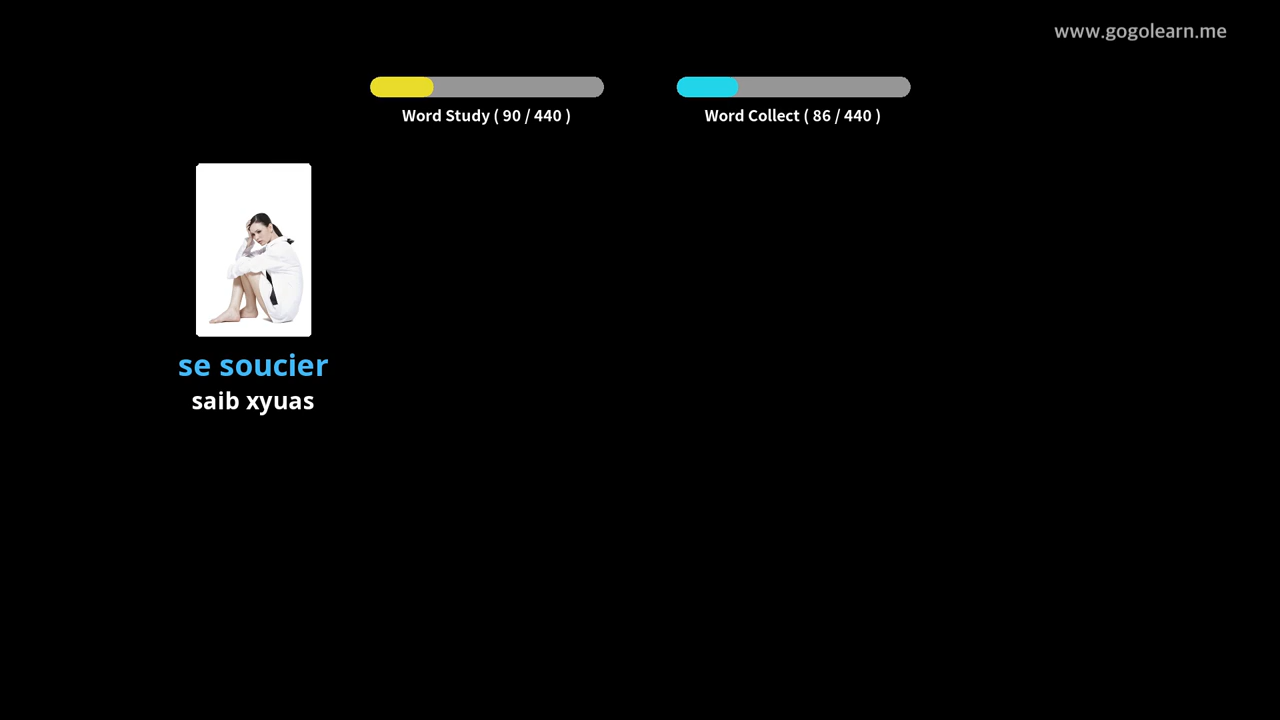 www.gogolearn.me
Word Study ( 90 / 440 )
Word Collect ( 86 / 440 )
se soucier
saib xyuas